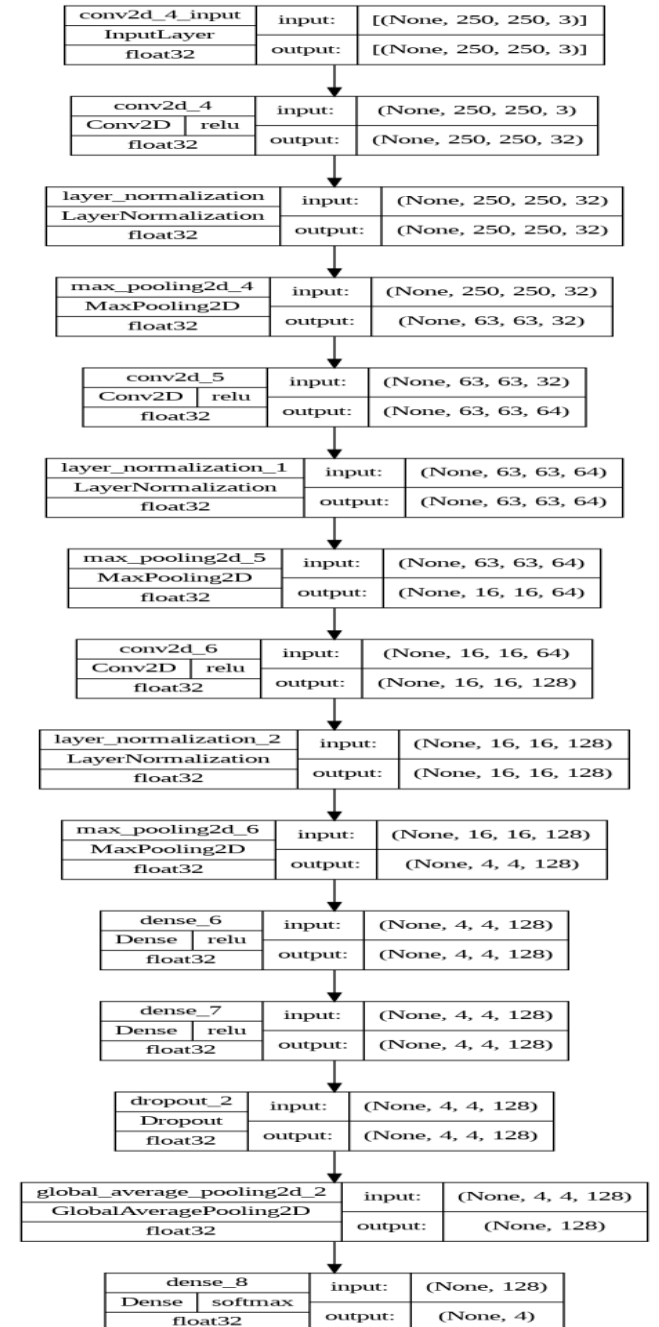 conv2d_4_input
InputLayer
float32
input:
[(None, 250, 250, 3)]
output:
[(None, 250, 250, 3)]
conv2d_4
Conv2D
relu
float32
input:
(None, 250, 250, 3)
output:
(None, 250, 250, 32)
layer_normalization
LayerNormalization
float32
input:
(None, 250, 250, 32)
output:
(None, 250, 250, 32)
max_pooling2d_4
MaxPooling2D
float32
input:
(None, 250, 250, 32)
output:
(None, 63, 63, 32)
conv2d_5
Conv2D
relu
float32
input:
(None, 63, 63, 32)
output:
(None, 63, 63, 64)
layer_normalization_1
LayerNormalization
float32
input:
(None, 63, 63, 64)
output:
(None, 63, 63, 64)
max_pooling2d_5
MaxPooling2D
float32
input:
(None, 63, 63, 64)
output:
(None, 16, 16, 64)
conv2d_6
Conv2D
relu
float32
input:
(None, 16, 16, 64)
output:
(None, 16, 16, 128)
layer_normalization_2
LayerNormalization
float32
input:
(None, 16, 16, 128)
output:
(None, 16, 16, 128)
max_pooling2d_6
MaxPooling2D
float32
input:
(None, 16, 16, 128)
output:
(None, 4, 4, 128)
dense_6
Dense
relu
float32
input:
(None, 4, 4, 128)
output:
(None, 4, 4, 128)
dense_7
Dense
relu
float32
input:
(None, 4, 4, 128)
output:
(None, 4, 4, 128)
dropout_2
Dropout
float32
input:
(None, 4, 4, 128)
output:
(None, 4, 4, 128)
global_average_pooling2d_2
GlobalAveragePooling2D
float32
input:
(None, 4, 4, 128)
output:
(None, 128)
dense_8
Dense
softmax
float32
input:
(None, 128)
output:
(None, 4)